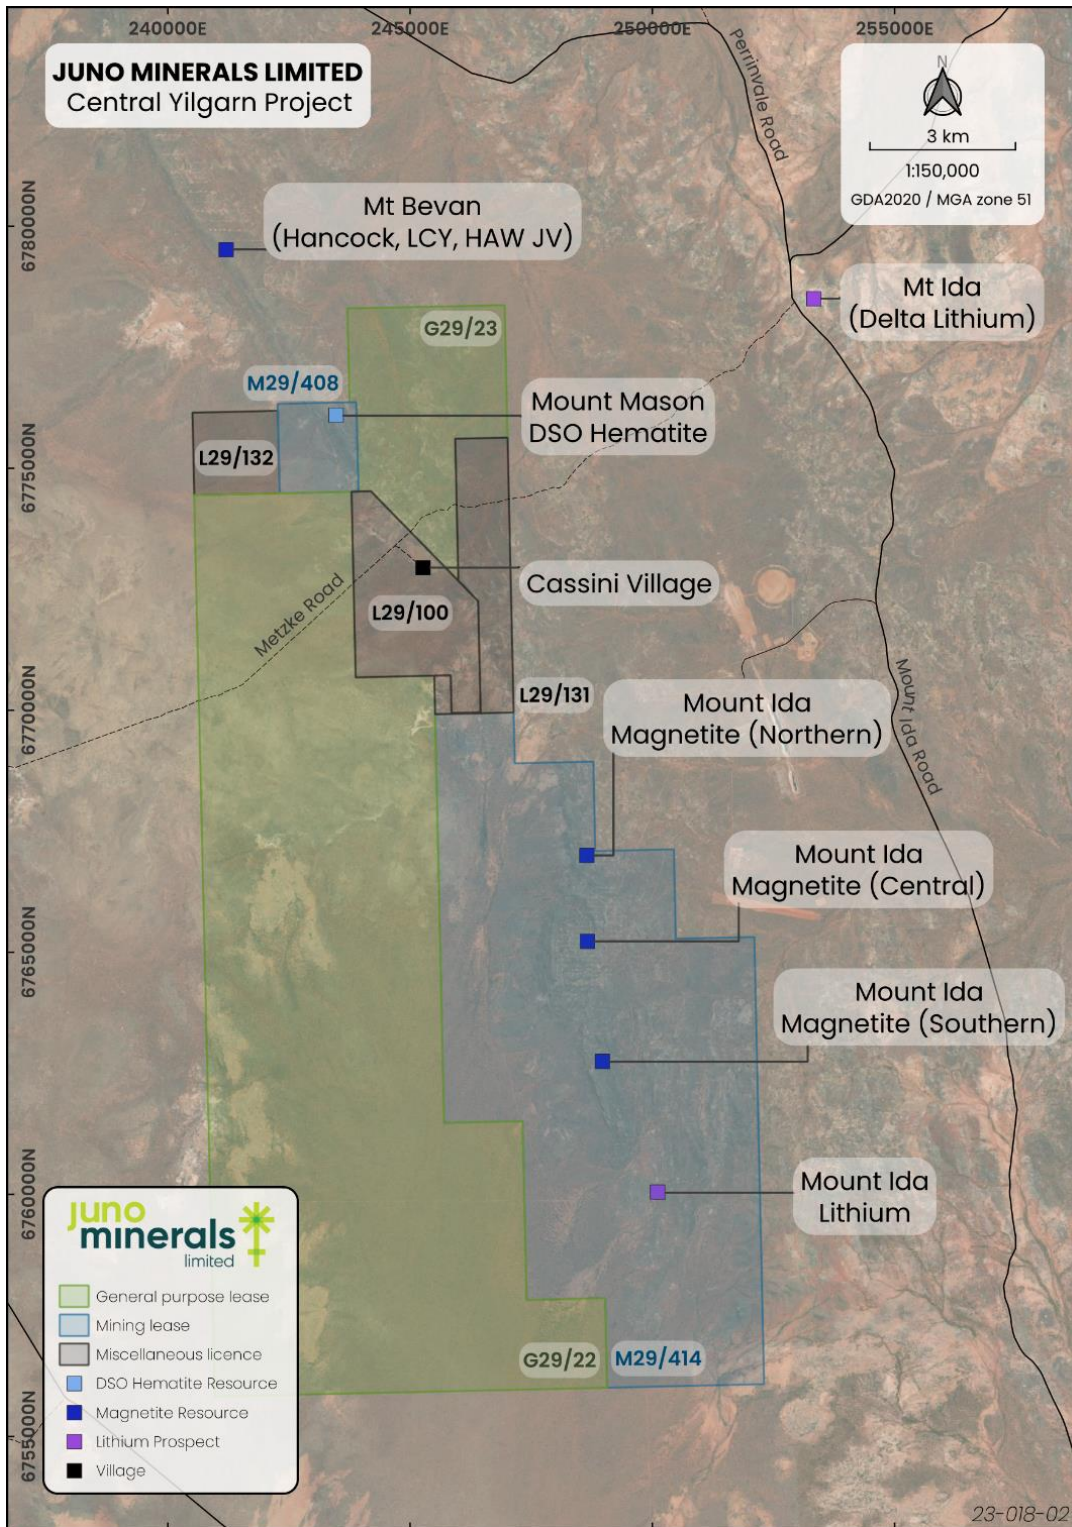 240000E
245000E
250000E
255000E
JUNO MINERALS LIMITED
Central Yilgarn Project
N
3 km
1:150,000
GDA2020 / MGA zone 51
Perrinvale Road
6780000N
Mt Bevan
(Hancock, LCY, HAW JV)
Mt Ida
(Delta Lithium)
G29/23
M29/408
Mount Mason
DSO Hematite
L29/132
6775000N
Cassini Village
L29/100
Metzke Road
L29/131
6770000N
Mount Ida
Magnetite (Northern)
Mount Ida Road
Mount Ida
Magnetite (Central)
6765000N
Mount Ida
Magnetite (Southern)
Mount Ida
Lithium
6760000N
G29/22
M29/414
juno
minerals
limited
General purpose lease
Mining lease
Miscellaneous licence
DSO Hematite Resource
Magnetite Resource
Lithium Prospect
Village
6755000N
23-018-02